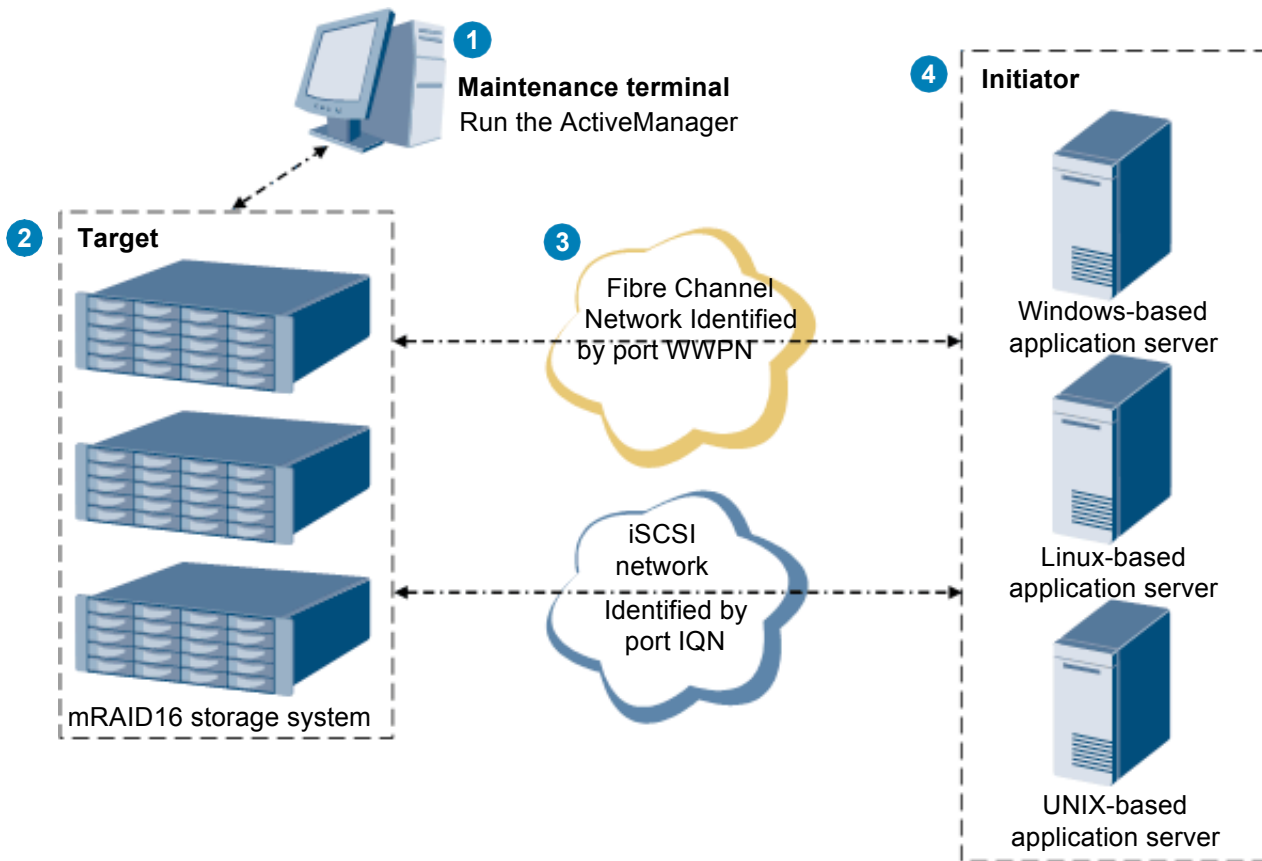 1
Maintenance terminal
Run the ActiveManager
2
Target
mRAID16 storage system
3
Fibre Channel
Network Identified
by port WWPN
iSCSI
network
Identified by
port IQN
4
Initiator
Windows-based
application server
Linux-based
application server
UNIX-based
application server